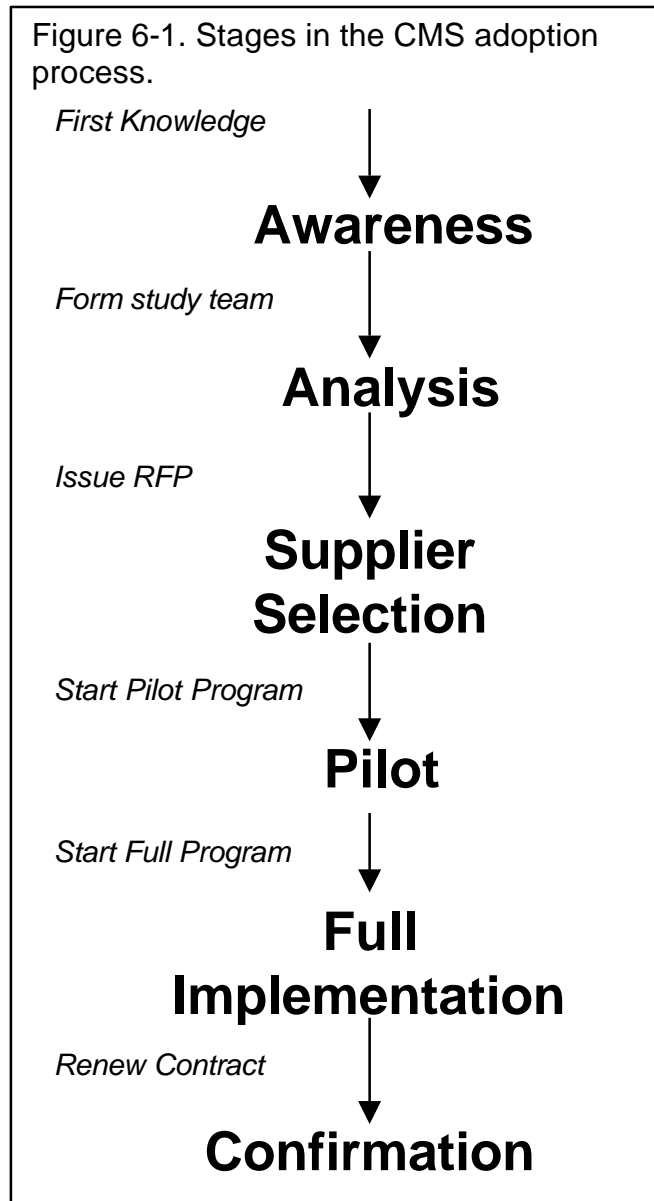 Figure 6-1. Stages in the CMS adoption
process.
First Knowledge
Awareness
Form study team
Analysis
Issue RFP
Supplier
Selection
Start Pilot Program
Pilot
Start Full Program
Full
Implementation
Renew Contract
Confirmation